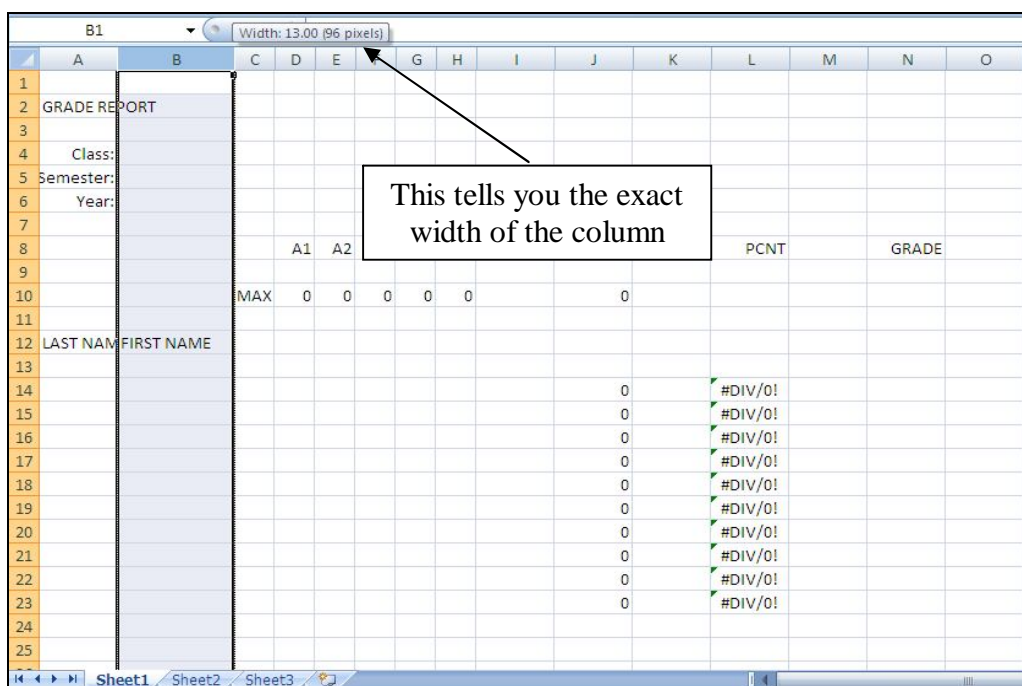 B1 Width: 13.00 (96 pixels)
A B C D E G H I J K L M N O
1
2 GRADE REPORT
3
4 Class:
5 Semester:
6 Year:
This tells you the exact
width of the column
7
8 A1 A2 PCNT GRADE
9
10 MAX 0 0 0 0 0 0
11
12 LAST NAM FIRST NAME
13
14 0 #DIV/0!
15 0 #DIV/0!
16 0 #DIV/0!
17 0 #DIV/0!
18 0 #DIV/0!
19 0 #DIV/0!
20 0 #DIV/0!
21 0 #DIV/0!
22 0 #DIV/0!
23 0 #DIV/0!
24
25
Sheet1 Sheet2 Sheet3